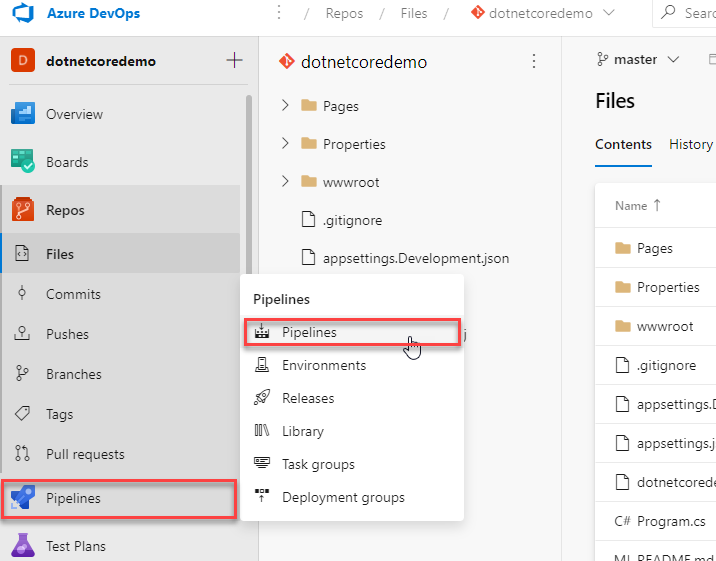 Azure DevOps
Repos / Files / dotnetcoredemo
D dotnetcoredemo
Overview
Boards
Repos
Files
Commits
Pushes
Branches
Tags
Pull requests
Pipelines
Test Plans
dotnetcoredemo
Pages
Properties
wwwroot
.gitignore
appsettings.Development.json
j
Pipelines
Pipelines
Environments
Releases
Library
Task groups
Deployment groups
Searc
master
Files
Contents History
Name
Pages
Properties
wwwroot
.gitignore
appsettings.D
appsettings.j
dotnetcorede
C# Program.cs
M↓ README.md